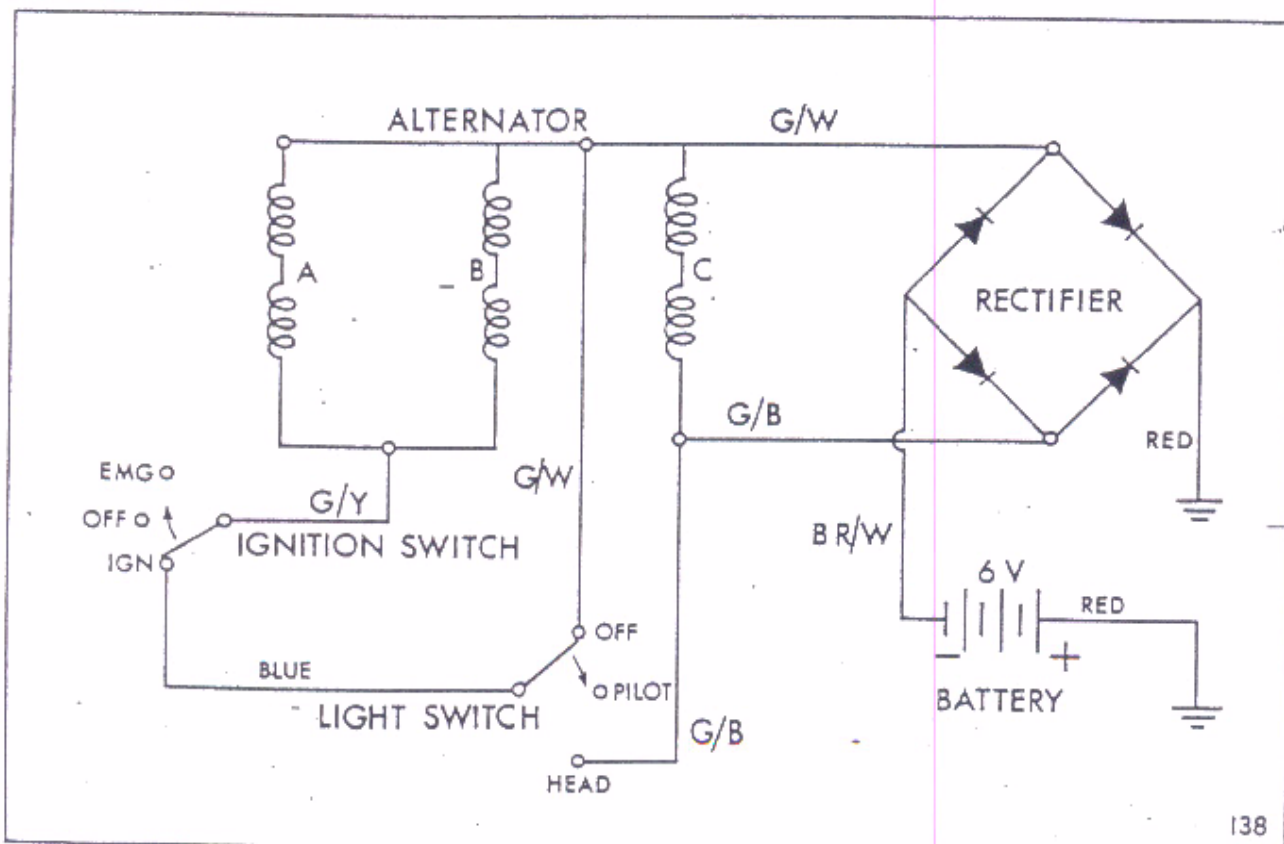 ALTERNATOR
G/W
A
B
C
RECTIFIER
G/B
RED
EMG
G/W
G/Y
OFF
IGNITION SWITCH
BR/W
IGN
6 V
RED
OFF
BLUE
- +
PILOT
BATTERY
LIGHT SWITCH
G/B
HEAD
138